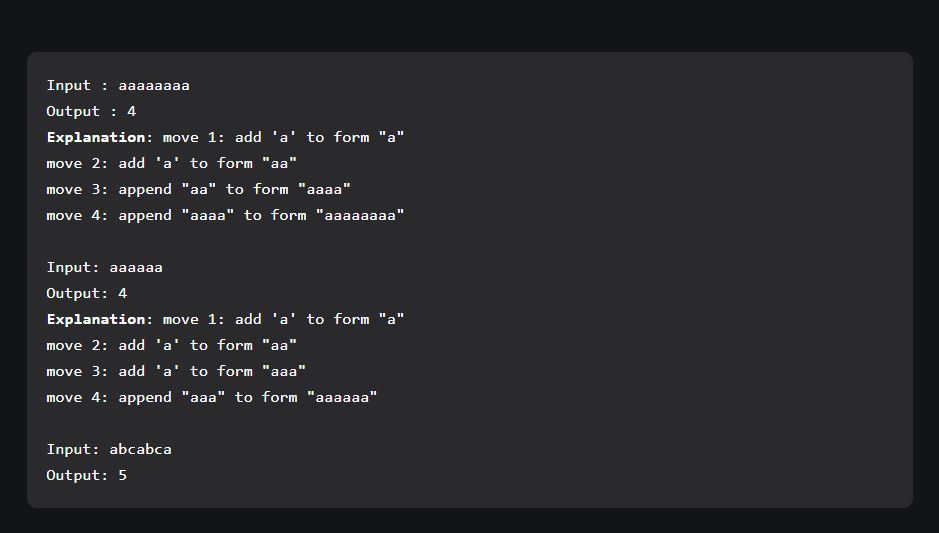 Input : aaaaaaaa
Output : 4
Explanation: move 1: add 'a' to form "a"
move 2: add 'a' to form "aa"
move 3: append "aa" to form "aaaa"
move 4: append "aaaa" to form "aaaaaaaa"
Input: aaaaaa
Output: 4
Explanation: move 1: add 'a' to form "a"
move 2: add 'a' to form "aa"
move 3: add 'a' to form "aaa"
move 4: append "aaa" to form "aaaaaa"
Input: abcabca
Output: 5